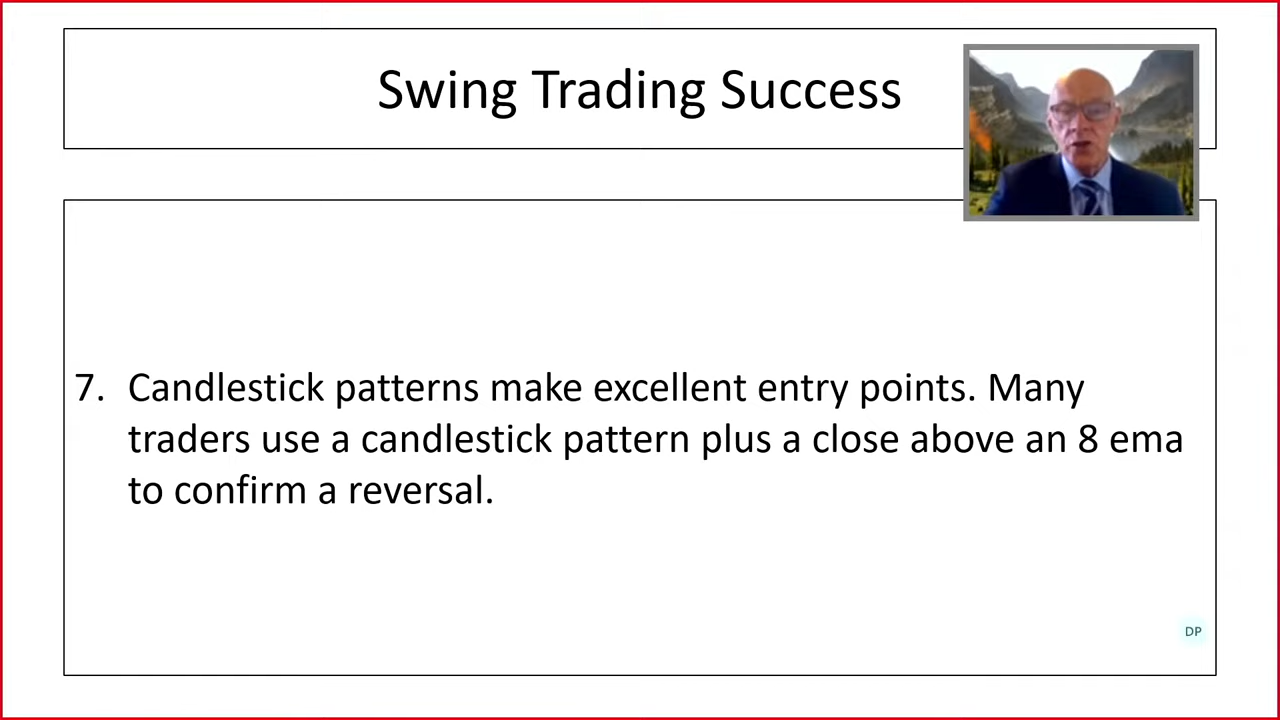 Swing Trading Success
7. Candlestick patterns make excellent entry points. Many
traders use a candlestick pattern plus a close above an 8 ema
to confirm a reversal.
DP